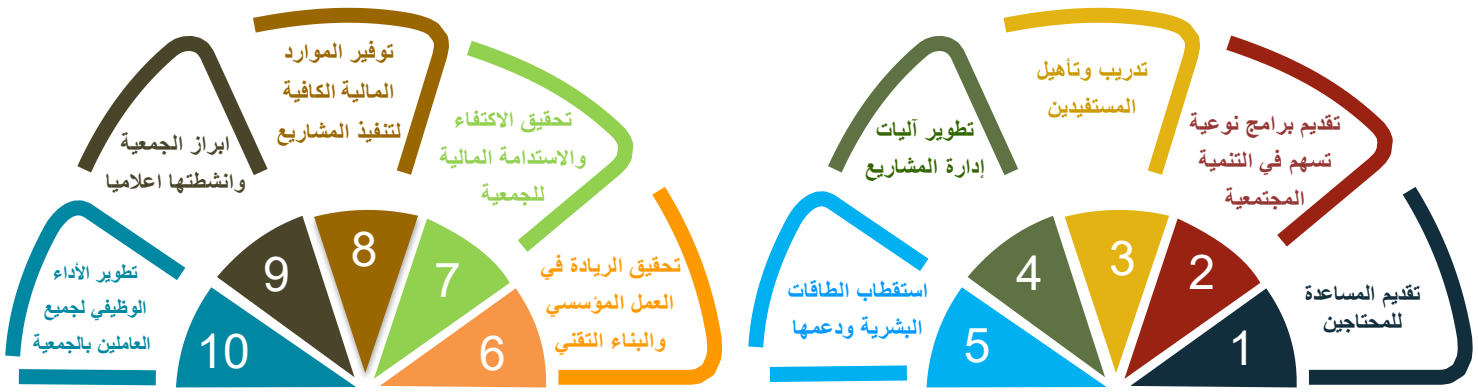 تقديم المساعدة
للمحتاجين
1
تقديم برامج نوعية
تسهم في التنمية
المجتمعية
2
تدريب وتأهيل
المستفيدين
3
تطوير آليات
إدارة المشاريع
4
استقطاب الطاقات
البشرية ودعمها
5
تحقيق الريادة في
العمل المؤسسي
والبناء التقني
6
تحقيق الاكتفاء
والاستدامة المالية
للجمعية
7
توفير الموارد
المالية الكافية
لتنفيذ المشاريع
8
ابراز الجمعية
وانشطتها اعلاميا
9
تطوير الأداء
الوظيفي لجميع
العاملين بالجمعية
10